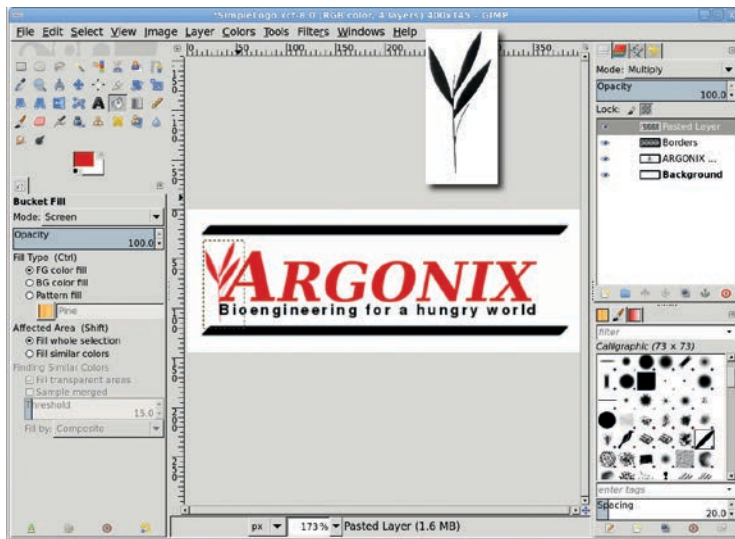 *SimpleLogo.xcf-8.0 (RGB color, 4 layers) 400x145 – GIMP
File Edit Select View Image Layer Colors Tools Filters Windows Help
Mode: Multiply
Opacity
100.0
Lock:
Pasted Layer
Borders
ARGONIX ...
Background
Bucket Fill
Mode: Screen
Opacity
100.0
Fill Type (Ctrl)
FG color fill
BG color fill
Pattern fill
Pine
Affected Area (Shift)
Fill whole selection
Fill similar colors
Finding Similar Colors
Fill transparent areas
Sample merged
Threshold
15.0
Fill by: Composite
ARGONIX
Bioengineering for a hungry world
filter
Calligraphic (73 x 73)
enter tags
Spacing
20.0
px 173% Pasted Layer (1.6 MB)